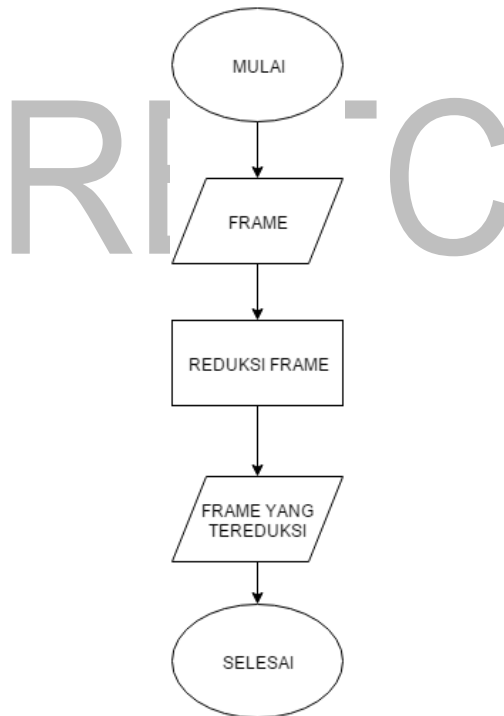 MULAI
FRAME
REDUKSI FRAME
FRAME YANG
TEREDUKSI
SELESAI